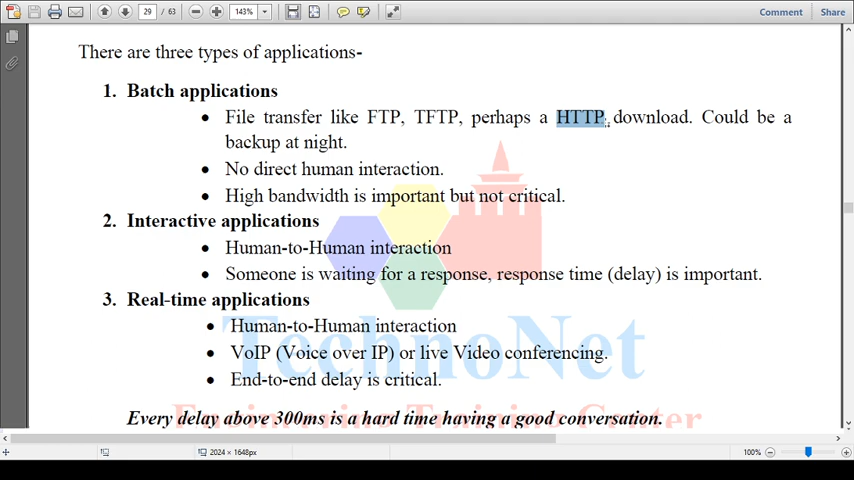 29 / 63 143% Comment Share
There are three types of applications-
1. Batch applications
• File transfer like FTP, TFTP, perhaps a HTTP download. Could be a
backup at night.
• No direct human interaction.
• High bandwidth is important but not critical.
2. Interactive applications
• Human-to-Human interaction
• Someone is waiting for a response, response time (delay) is important.
3. Real-time applications
• Human-to-Human interaction
• VoIP (Voice over IP) or live Video conferencing.
TechnoNet
• End-to-end delay is critical.
Engineering Training Center
Every delay above 300ms is a hard time having a good conversation.
2024 × 1648px 100%